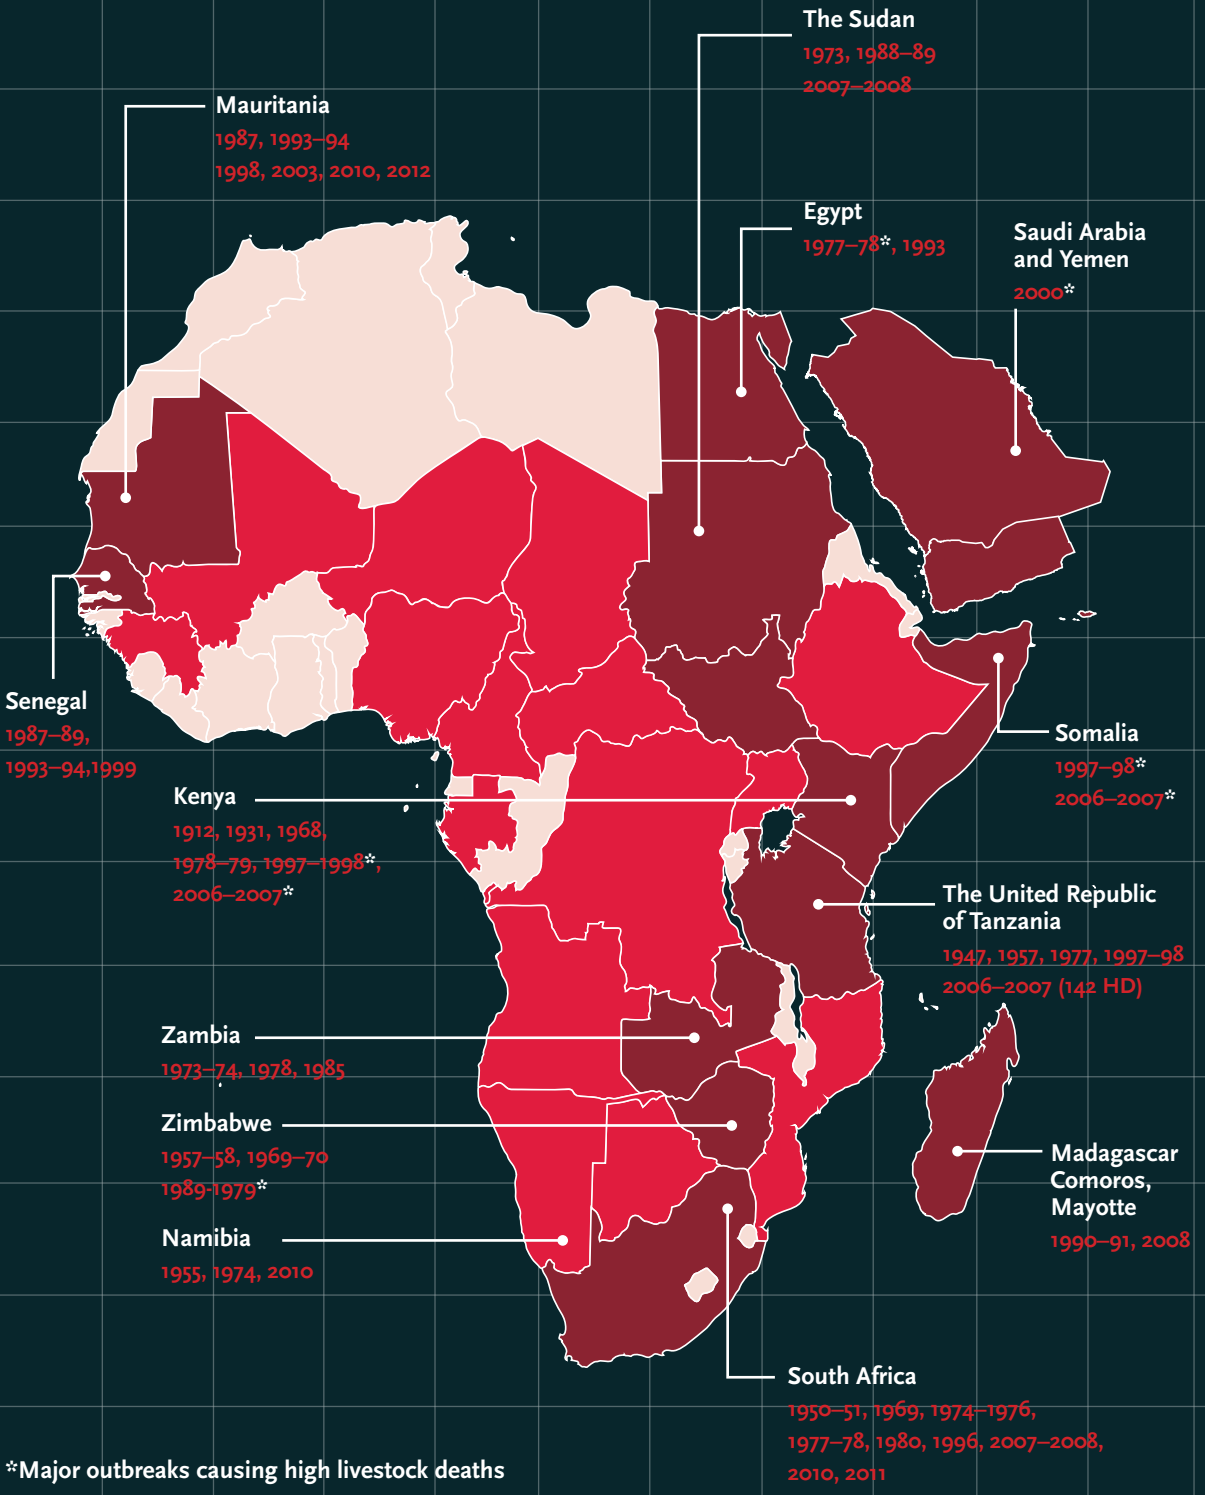 The Sudan
1973, 1988–89
2007–2008
Mauritania
1987, 1993–94
1998, 2003, 2010, 2012
Egypt
1977–78*, 1993
Saudi Arabia
and Yemen
2000*
Senegal
1987–89,
1993–94,1999
Somalia
1997–98*
2006–2007*
Kenya
1912, 1931, 1968,
1978–79, 1997–1998*,
2006–2007*
The United Republic
of Tanzania
1947, 1957, 1977, 1997–98
2006–2007 (142 HD)
Zambia
1973–74, 1978, 1985
Zimbabwe
1957–58, 1969–70
1989-1979*
Madagascar
Comoros,
Mayotte
1990–91, 2008
Namibia
1955, 1974, 2010
South Africa
1950–51, 1969, 1974–1976,
1977–78, 1980, 1996, 2007–2008,
2010, 2011
*Major outbreaks causing high livestock deaths